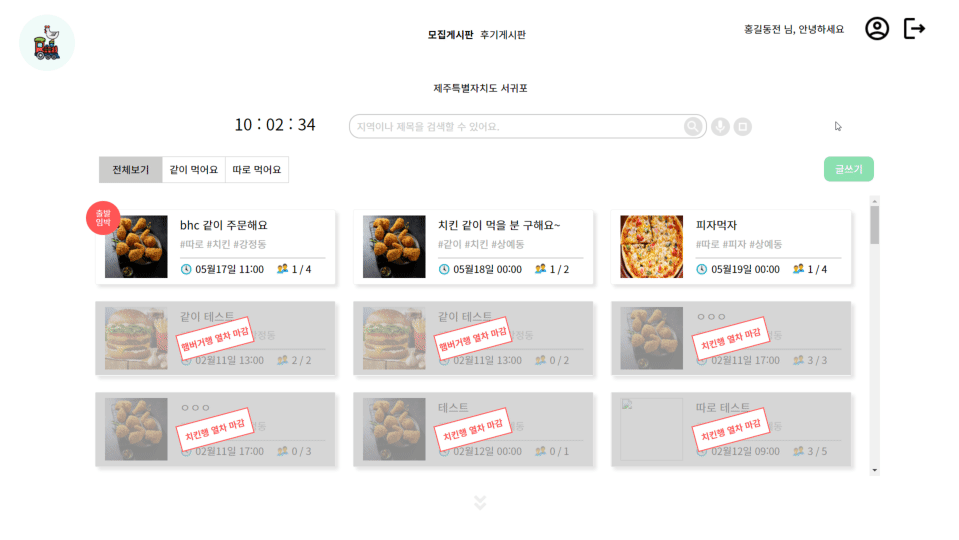 모집게시판 후기게시판
홍길동전 님, 안녕하세요
제주특별자치도 서귀포
10 : 02 : 34
지역이나 제목을 검색할 수 있어요.
전체보기 같이 먹어요 따로 먹어요
글쓰기
출발
임박
bhc 같이 주문해요
#따로 #치킨 #강정동
05월17일 11:00 1 / 4
치킨 같이 먹을 분 구해요~
#같이 #치킨 #상예동
05월18일 00:00 1 / 2
피자먹자
#따로 #피자 #상예동
05월19일 00:00 1 / 4
같이 테스트
햄버거행 열차 마감
02월11일 13:00 2 / 2
같이 테스트
햄버거행 열차 마감
02월11일 13:00 0 / 2
ㅇㅇㅇ
치킨행 열차 마감
02월11일 17:00 3 / 3
ㅇㅇㅇ
치킨행 열차 마감
02월11일 17:00 0 / 3
테스트
치킨행 열차 마감
02월12일 00:00 0 / 1
따로 테스트
치킨행 열차 마감
02월12일 09:00 3 / 5